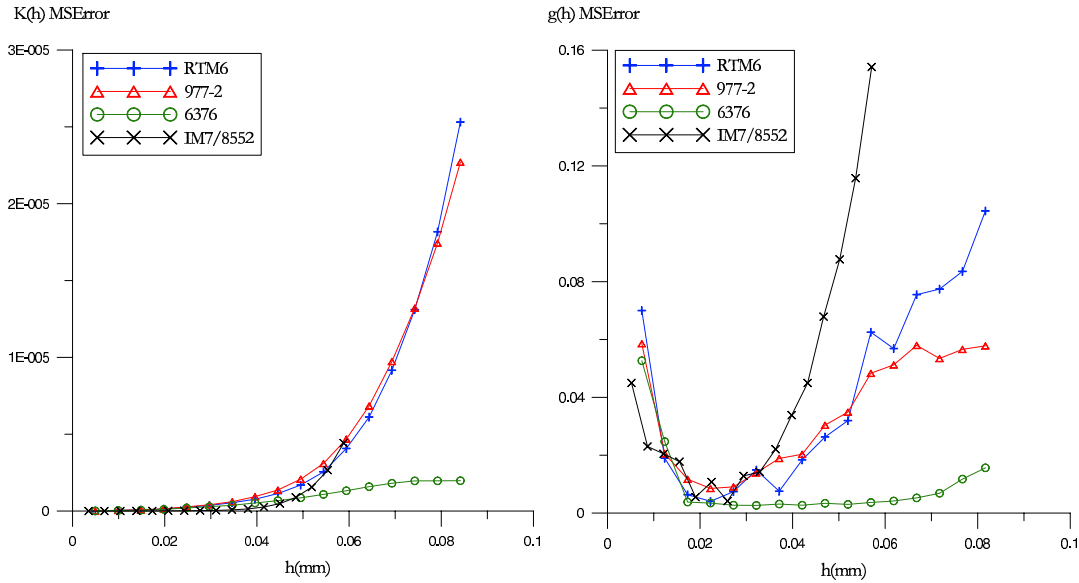 K(h) MSError
3E-005
2E-005
1E-005
0
0
0.02
0.04
0.06
0.08
0.1
h(mm)
RTM6
977-2
6376
IM7/8552
g(h) MSError
0.16
0.12
0.08
0.04
0
0
0.02
0.04
0.06
0.08
0.1
h(mm)
RTM6
977-2
6376
IM7/8552